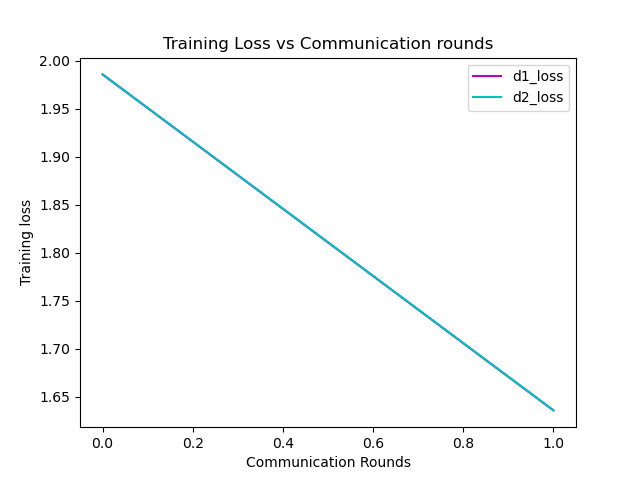 Training Loss vs Communication rounds
d1_loss
d2_loss
2.00
1.95
1.90
1.85
1.80
1.75
1.70
1.65
Training loss
0.0 0.2 0.4 0.6 0.8 1.0
Communication Rounds